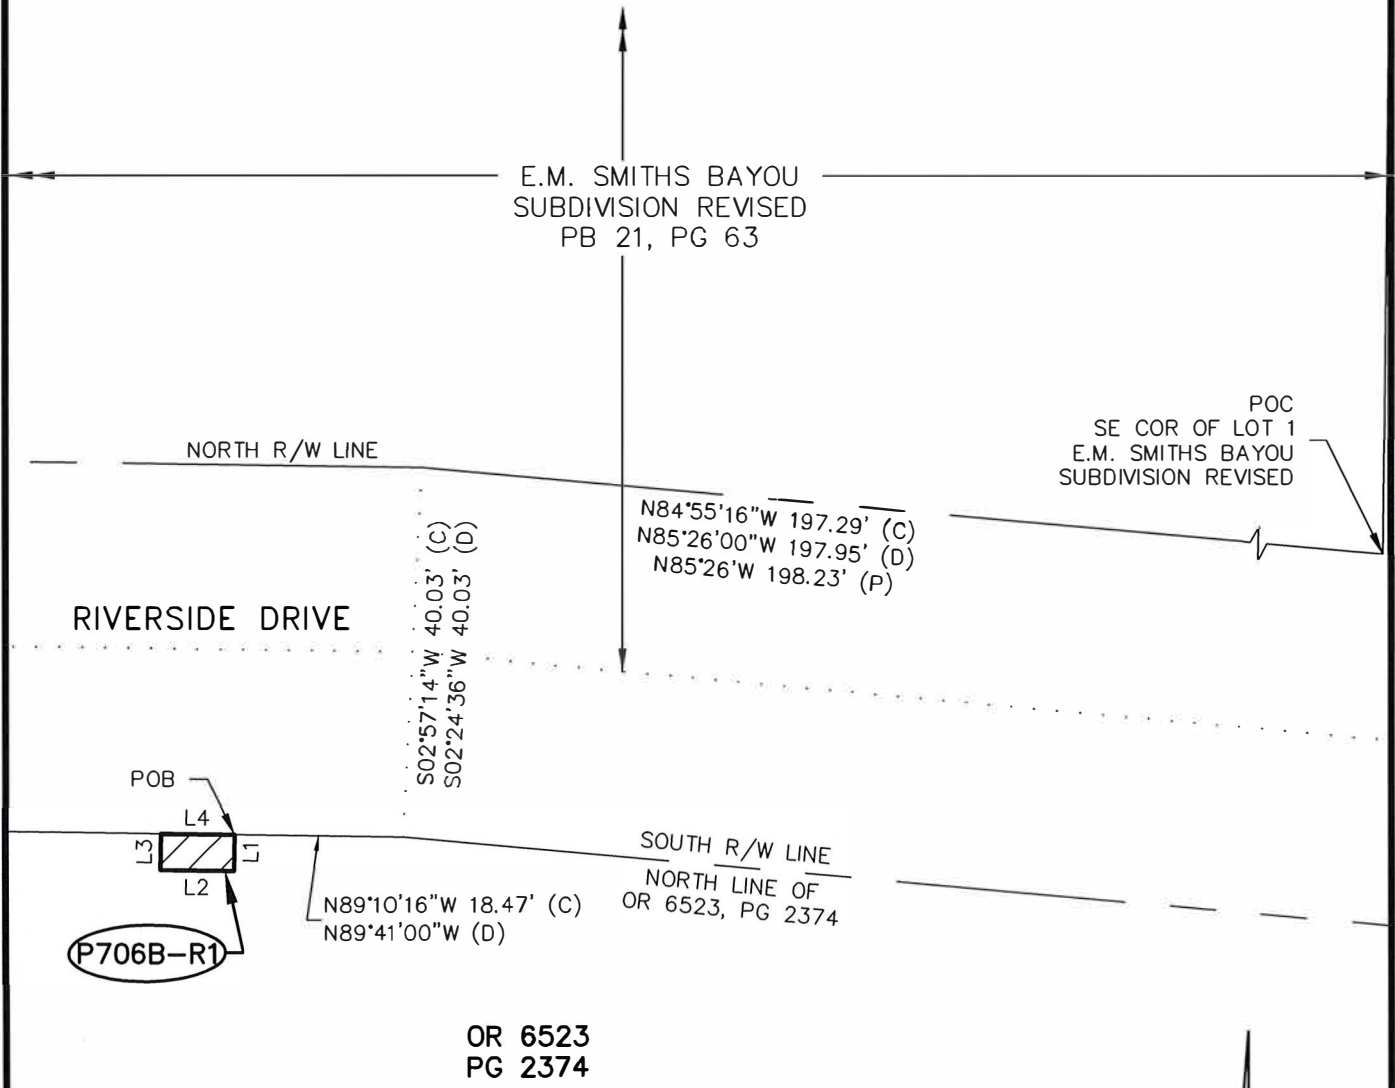 E.M. SMITHS BAYOU
SUBDIVISION REVISED
PB 21, PG 63
POC
SE COR OF LOT 1
E.M. SMITHS BAYOU
SUBDIVISION REVISED
NORTH R/W LINE
N84°55'16"W 197.29' (C)
N85°26'00"W 197.95' (D)
N85°26'W 198.23' (P)
S02°57'14"W 40.03' (C)
S02°24'36"W 40.03' (D)
RIVERSIDE DRIVE
POB
L4
L3
L1
L2
SOUTH R/W LINE
NORTH LINE OF
OR 6523, PG 2374
N89°10'16"W 18.47' (C)
N89°41'00"W (D)
P706B-R1
OR 6523
PG 2374